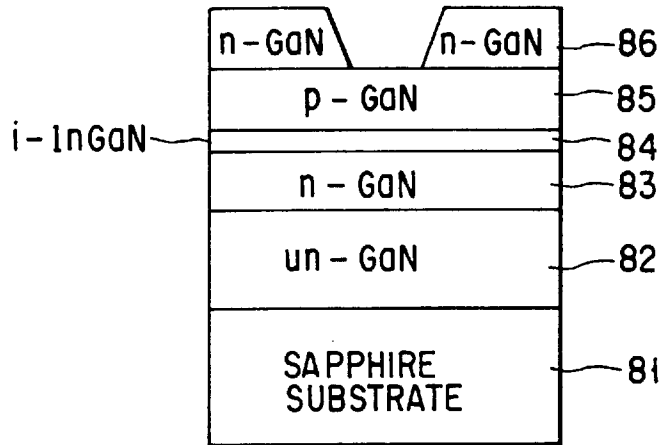 n-GaN n-GaN 86
p-GaN 85
i-InGaN 84
n-GaN 83
un-GaN 82
SAPPHIRE
SUBSTRATE 81